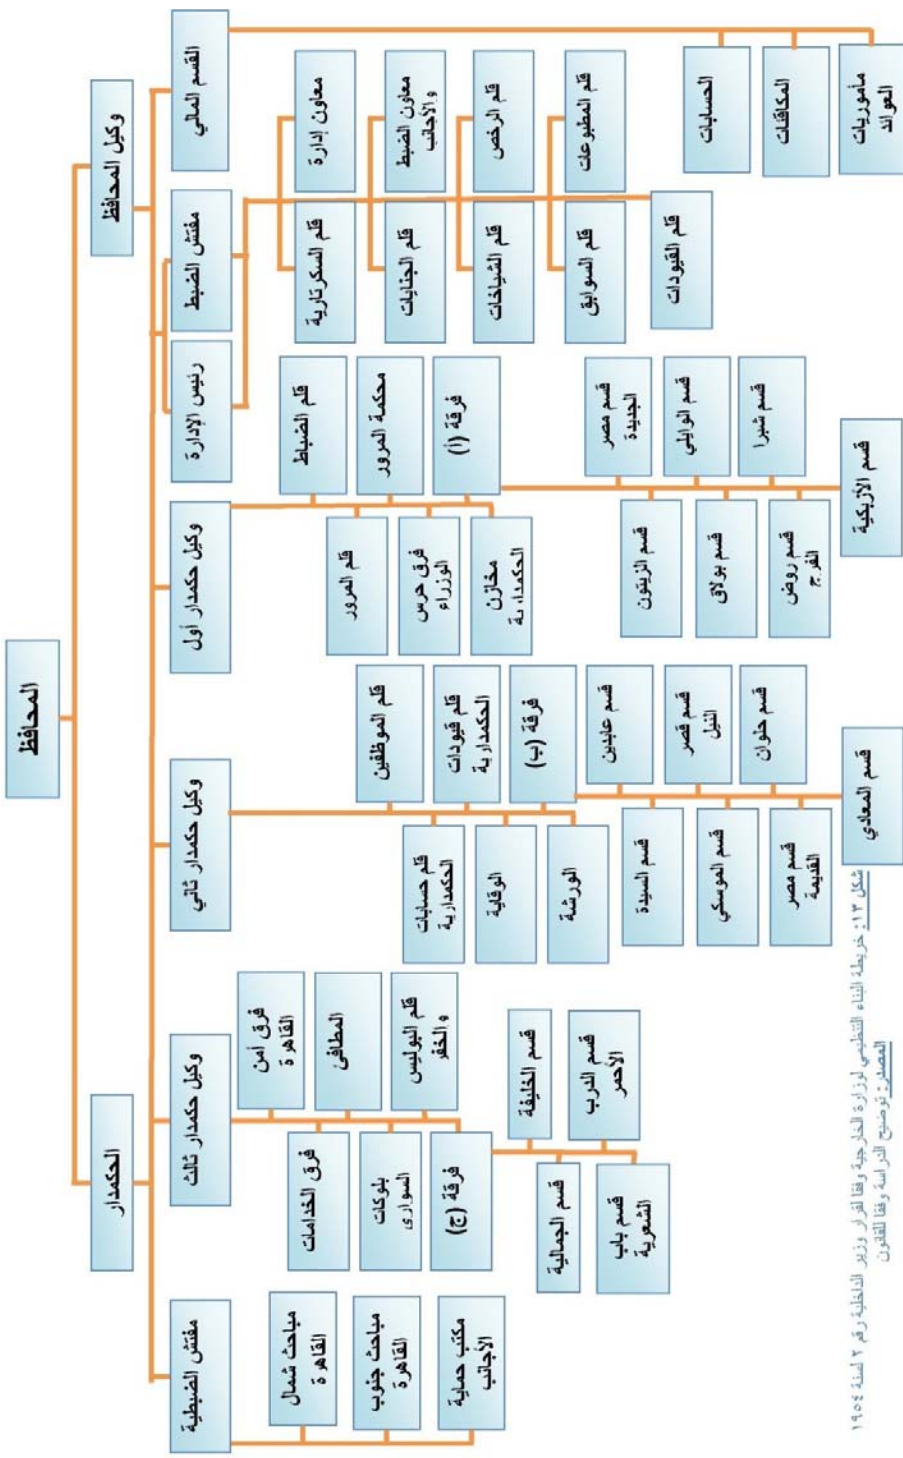 المحافظ
وكيل المحافظ
الحكمدار
القسم المالي
مفتش الضبط
رئيس الإدارة
وكيل حكمدار أول
وكيل حكمدار ثاني
وكيل حكمدار ثالث
مفتش الضبطية
الحسابات
المكافئات
مأموريات
العوائد
معاون إدارة
قلم السكرتارية
معاون الضبط
و الأجانب
قلم الجنايات
قلم الرخص
قلم الشياخات
قلم المطبوعات
قلم السوابق
قلم القيودات
قلم الضباط
قلم المرور
محكمة المرور
فرق حرس
الوزراء
فرقة (أ)
مخازن
الحكمدارية
قسم مصر
الجديدة
قسم الزيتون
قسم الوايلي
قسم بولاق
قسم شبرا
قسم روض
الفرج
قسم الأزبكية
قلم الموظفين
قلم حسابات
الحكمدارية
قلم قيودات
الحكمدارية
الوقاية
فرقة (ب)
الورشة
قسم عابدين
قسم السيدة
قسم قصر
النيل
قسم الموسكي
قسم حلوان
قسم مصر
القديمة
قسم المعادي
فرق أمن
القاهرة
فرق الخدامات
المطافئ
بلوكات
السوارى
قلم البوليس
و الخفر
فرقة (ج)
قسم الخليفة
قسم الجمالية
قسم الدرب
الأحمر
قسم باب
الشعرية
مباحث شمال
القاهرة
مباحث جنوب
القاهرة
مكتب حماية
الأجانب
شكل ١٣: خريطة البناء التنظيمي لوزارة الخارجية وفقا لقرار وزير الداخلية رقم ٢ لسنة ١٩٥٤
المصدر: توضيح الدراسة وفقا للقانون